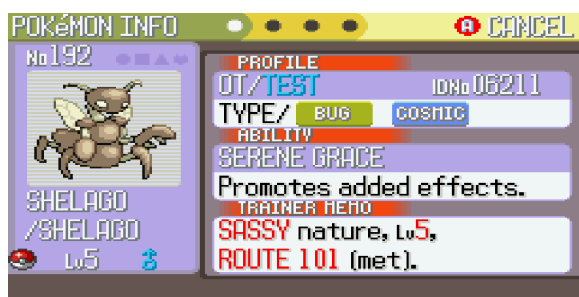 POKéMON INFO
Ⓐ CANCEL
No192
PROFILE
OT/TEST IDNo06211
TYPE/ BUG COSMIC
ABILITY
SERENE GRACE
Promotes added effects.
SHELAGO
/SHELAGO
Lv5
TRAINER MEMO
SASSY nature, Lv5,
ROUTE 101 (met).